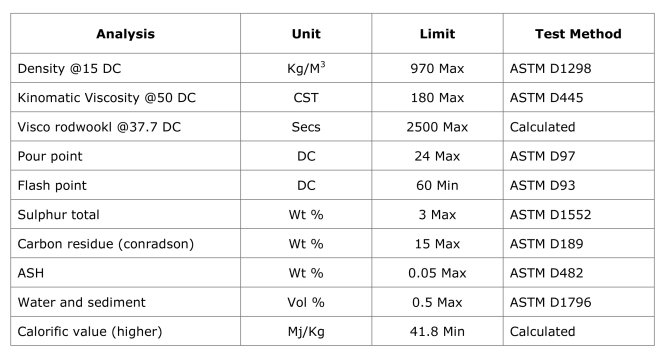 Analysis Unit Limit Test Method
Density @15 DC Kg/M³ 970 Max ASTM D1298
Kinomatic Viscosity @50 DC CST 180 Max ASTM D445
Visco rodwookl @37.7 DC Secs 2500 Max Calculated
Pour point DC 24 Max ASTM D97
Flash point DC 60 Min ASTM D93
Sulphur total Wt % 3 Max ASTM D1552
Carbon residue (conradson) Wt % 15 Max ASTM D189
ASH Wt % 0.05 Max ASTM D482
Water and sediment Vol % 0.5 Max ASTM D1796
Calorific value (higher) Mj/Kg 41.8 Min Calculated